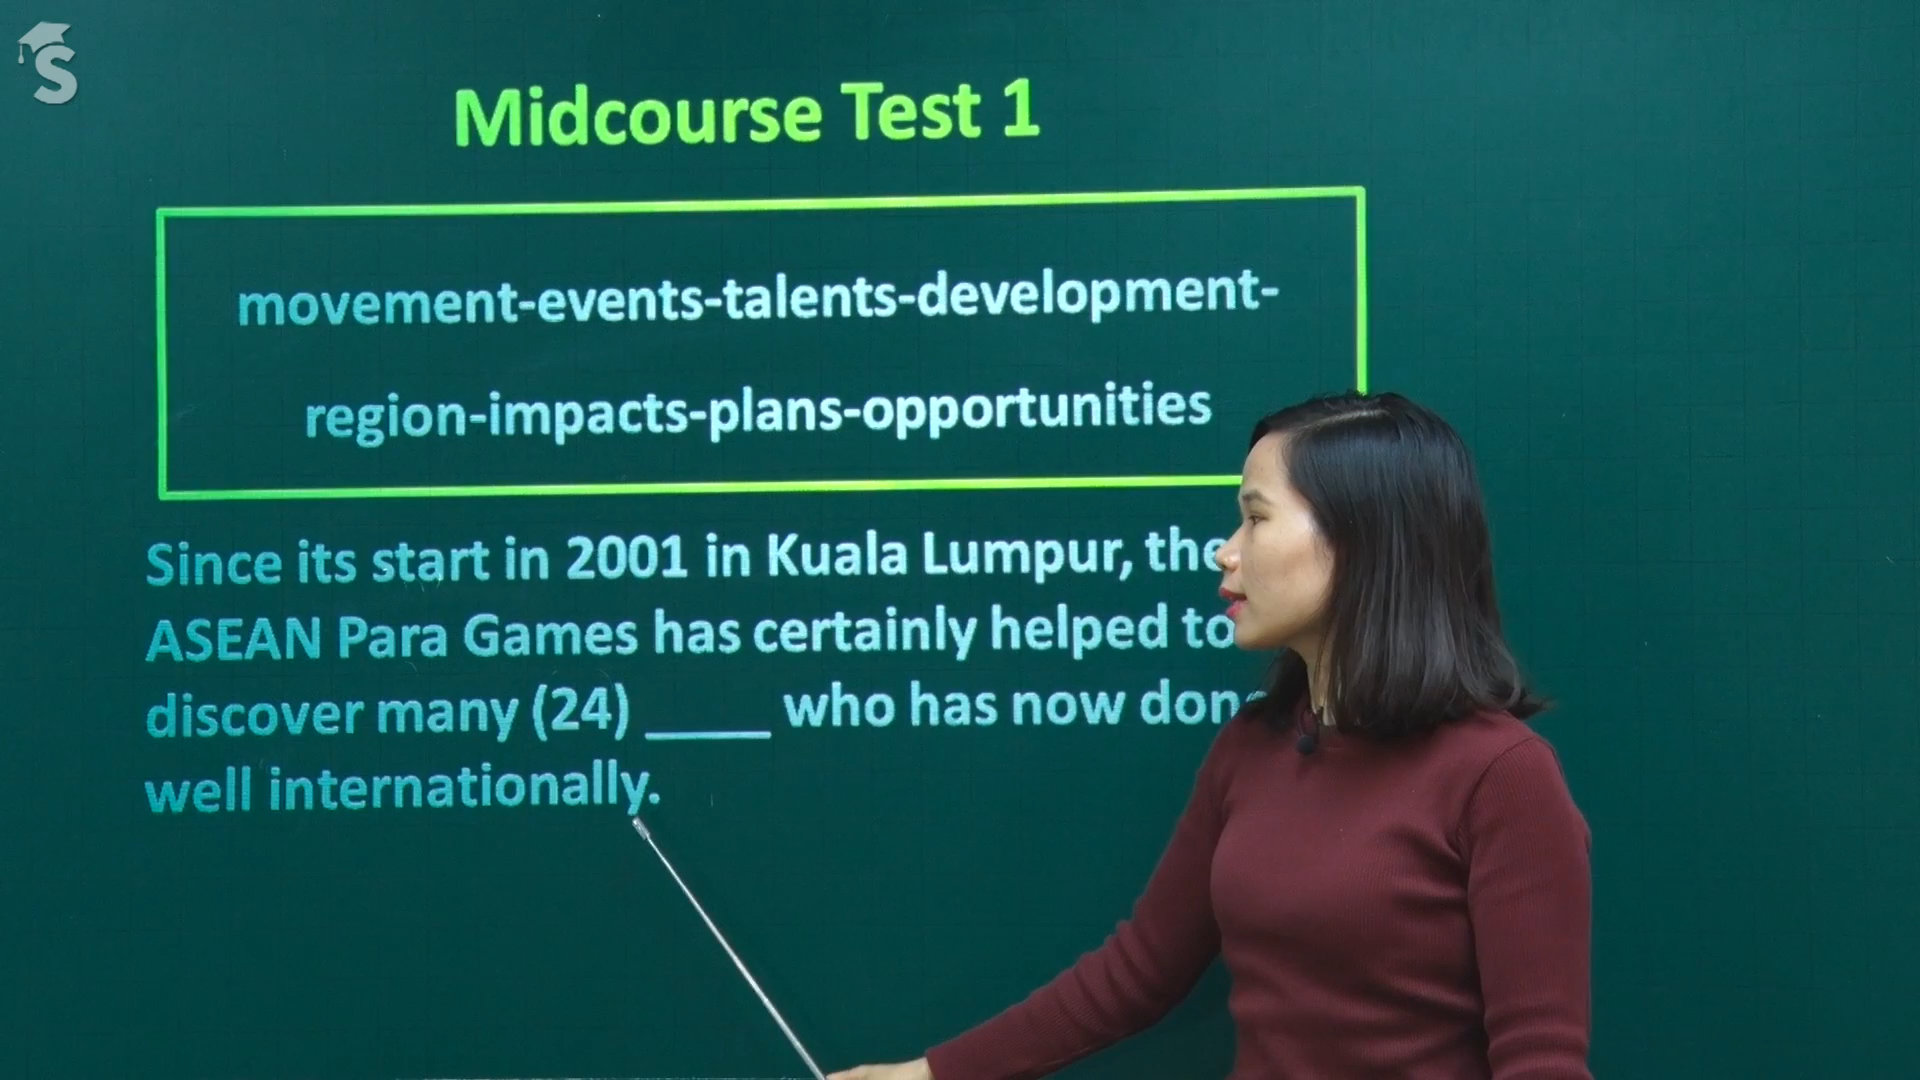 S
Midcourse Test 1
movement-events-talents-development-
region-impacts-plans-opportunities
Since its start in 2001 in Kuala Lumpur, the
ASEAN Para Games has certainly helped to
discover many (24) ____ who has now
well internationally.